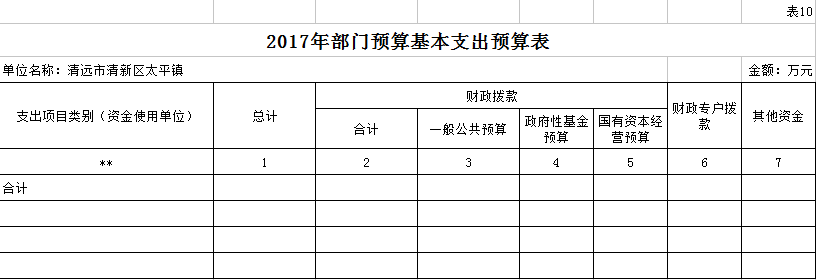 表10
2017年部门预算基本支出预算表
单位名称：清远市清新区太平镇 金额：万元
支出项目类别（资金使用单位） 总计 财政拨款 财政专户拨款 其他资金
合计 一般公共预算 政府性基金预算 国有资本经营预算
** 1 2 3 4 5 6 7
合计